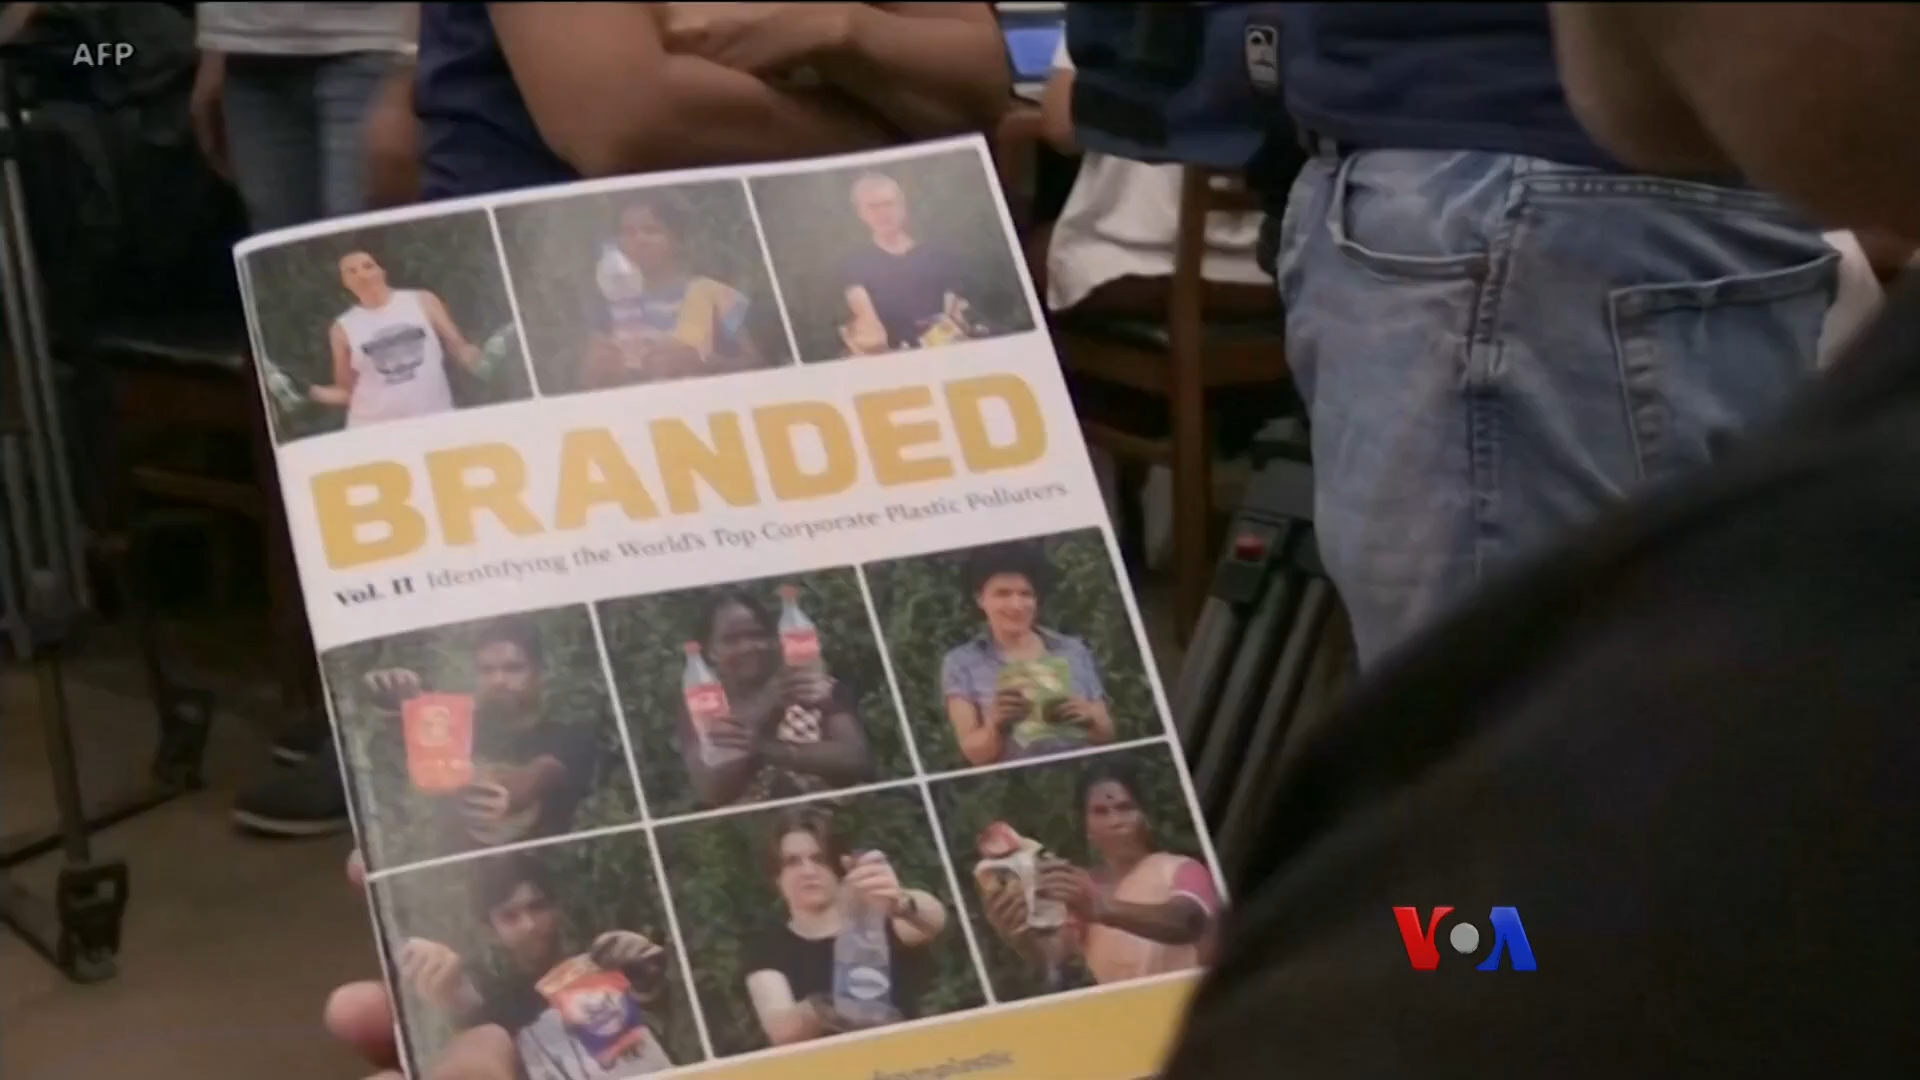 AFP
BRANDED
Vol. II Identifying the World's Top Corporate Plastic Polluters
VOA